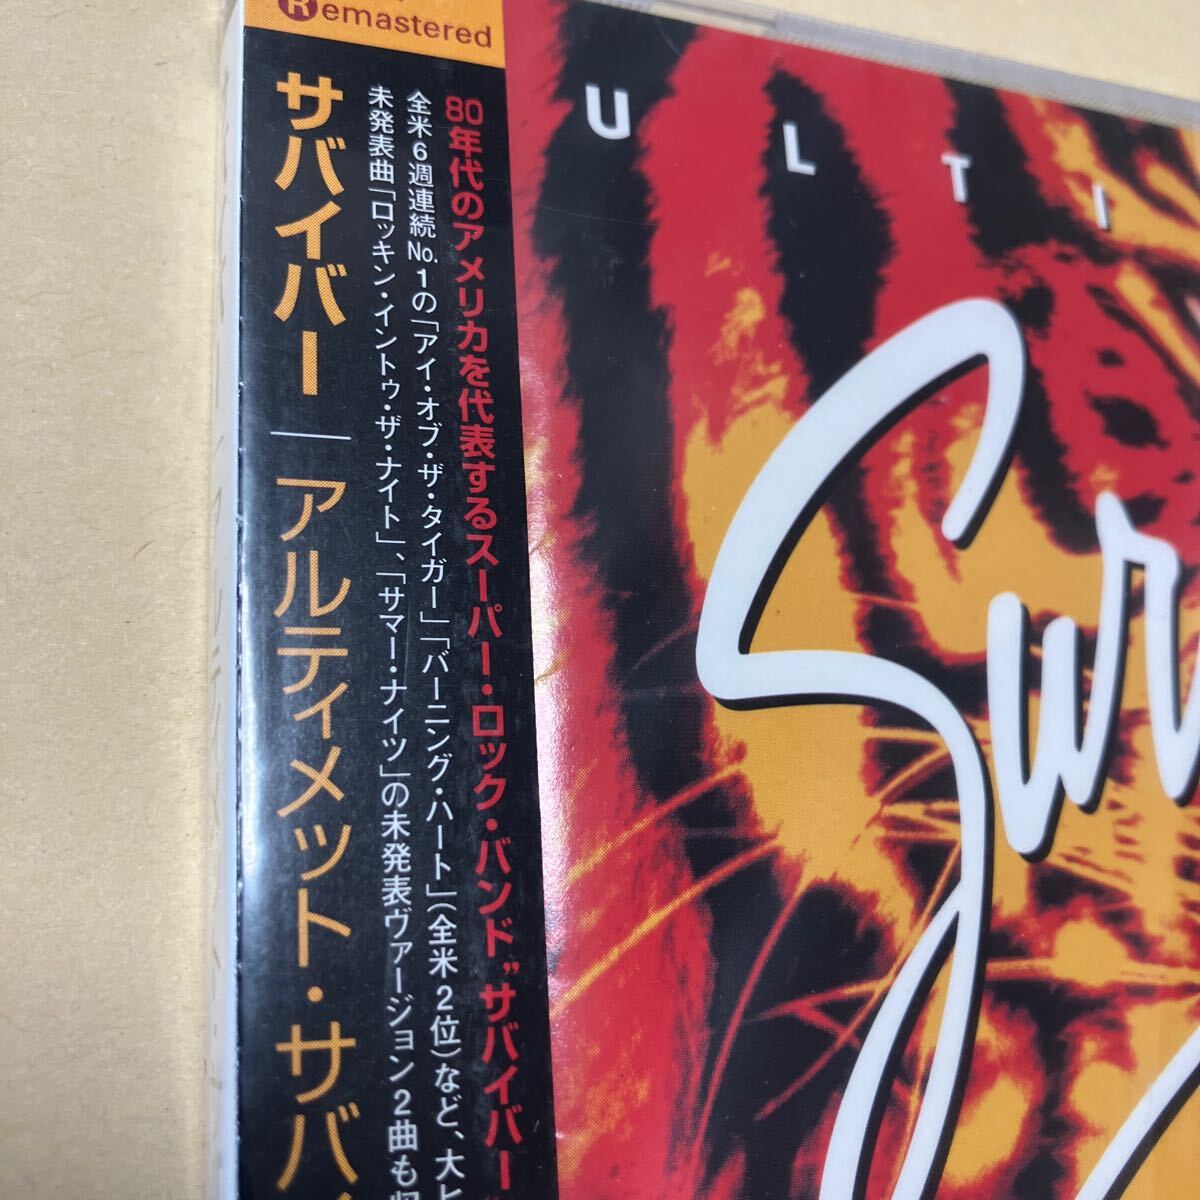 Remastered
サバイバー
アルティメット・サバ
80年代のアメリカを代表するスーパー・ロック・バンド"サバイバー"
全米6週連続No.1の「アイ・オブ・ザ・タイガー」「バーニング・ハート」(全米2位)など、大
未発表曲「ロッキン・イントゥ・ザ・ナイト」、「サマー・ナイツ」の未発表ヴァージョン2曲も
ULTI
Sur